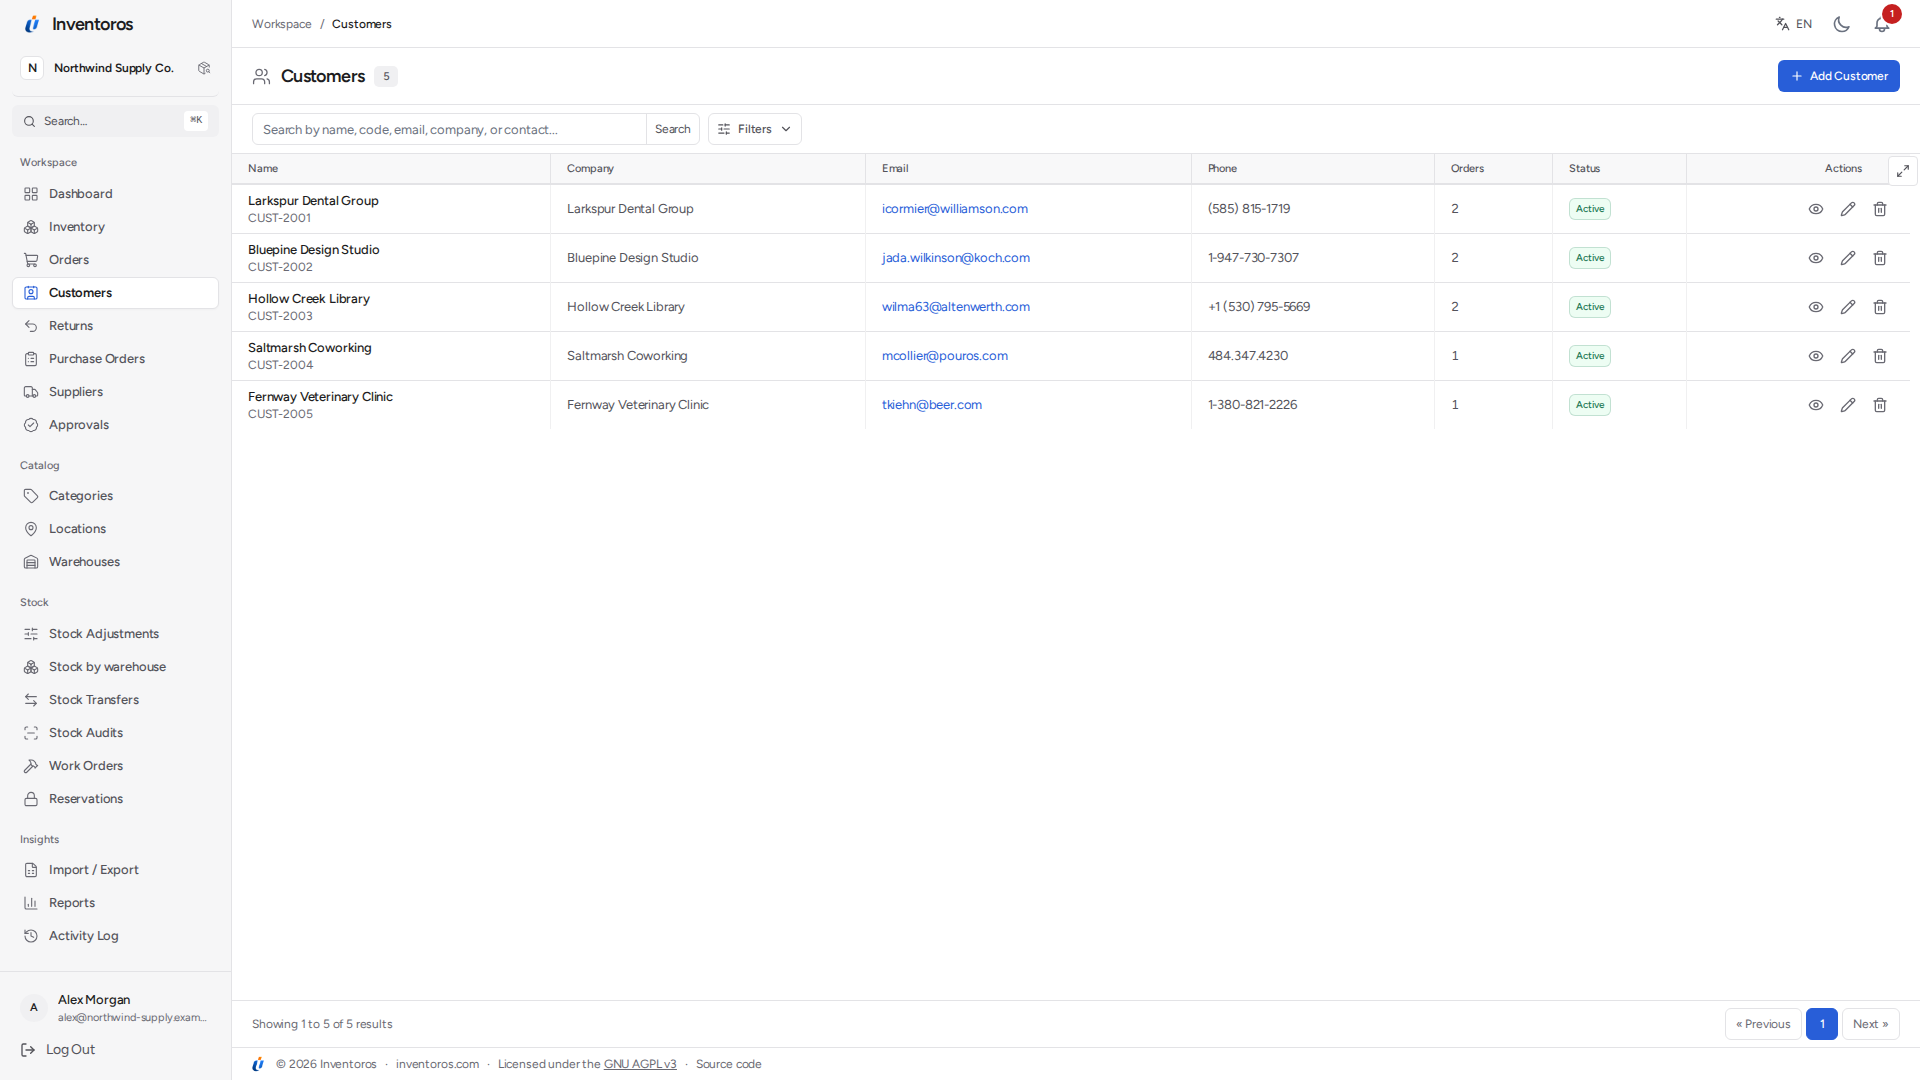 Inventoros
N Northwind Supply Co.
Search... ⌘K
Workspace
Dashboard
Inventory
Orders
Customers
Returns
Purchase Orders
Suppliers
Approvals
Catalog
Categories
Locations
Warehouses
Stock
Stock Adjustments
Stock by warehouse
Stock Transfers
Stock Audits
Work Orders
Reservations
Insights
Import / Export
Reports
Activity Log
A Alex Morgan
alex@northwind-supply.exam...
Log Out
Workspace / Customers
EN 1
Customers 5
Add Customer
Search by name, code, email, company, or contact... Search Filters
Name Company Email Phone Orders Status Actions
Larkspur Dental Group
CUST-2001
Larkspur Dental Group icormier@williamson.com (585) 815-1719 2 Active
Bluepine Design Studio
CUST-2002
Bluepine Design Studio jada.wilkinson@koch.com 1-947-730-7307 2 Active
Hollow Creek Library
CUST-2003
Hollow Creek Library wilma63@altenwerth.com +1 (530) 795-5669 2 Active
Saltmarsh Coworking
CUST-2004
Saltmarsh Coworking mcollier@pouros.com 484.347.4230 1 Active
Fernway Veterinary Clinic
CUST-2005
Fernway Veterinary Clinic tkiehn@beer.com 1-380-821-2226 1 Active
Showing 1 to 5 of 5 results
« Previous 1 Next »
© 2026 Inventoros · inventoros.com · Licensed under the GNU AGPL v3 · Source code